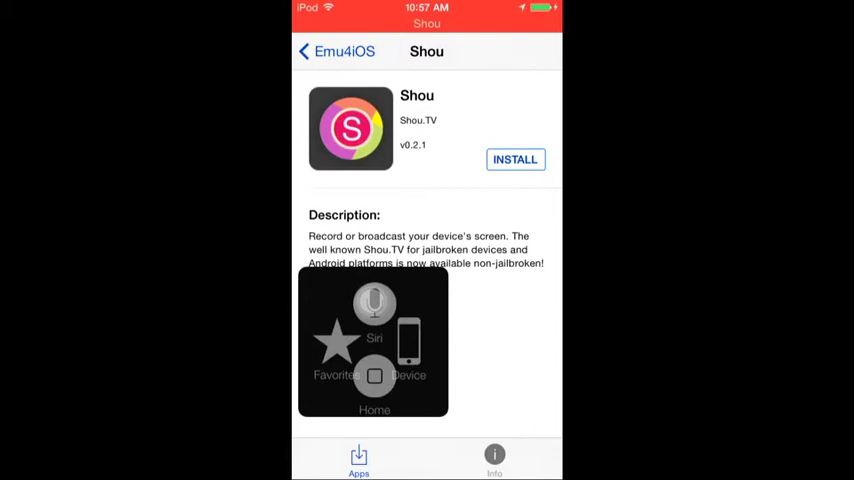 iPod 10:57 AM
Shou
Emu4iOS Shou
Shou
Shou.TV
v0.2.1
INSTALL
S
Description:
Record or broadcast your device's screen. The
well known Shou.TV for jailbroken devices and
Android platforms is now available non-jailbroken!
Siri
Favorites Device
Home
Apps Info